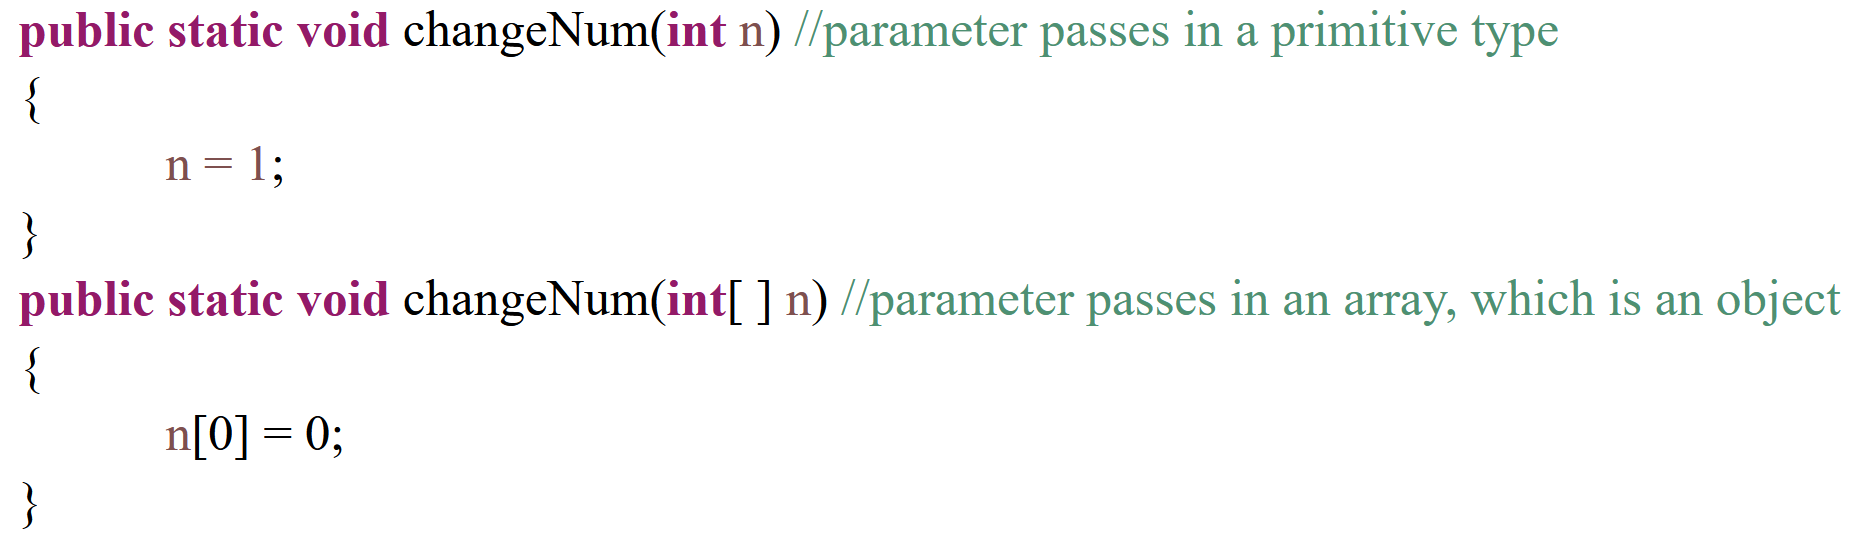 public static void changeNum(int n) //parameter passes in a primitive type
{
n = 1;
}
public static void changeNum(int[ ] n) //parameter passes in an array, which is an object
{
n[0] = 0;
}